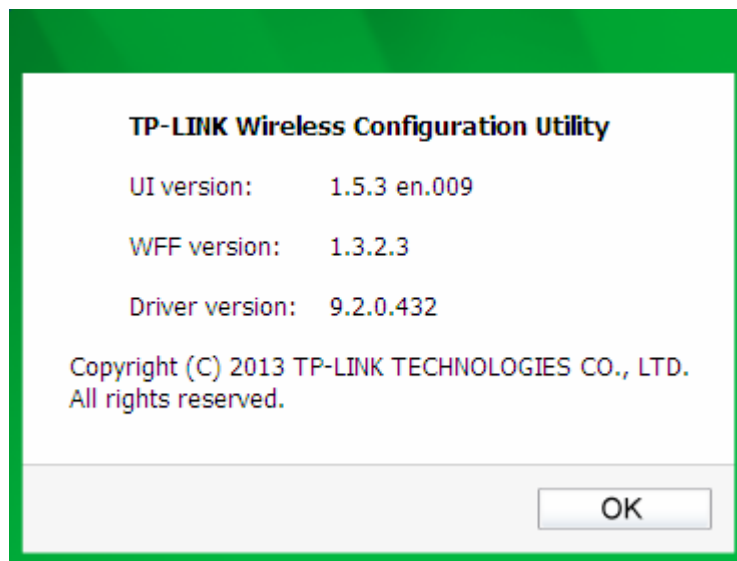 TP-LINK Wireless Configuration Utility
UI version: 1.5.3 en.009
WFF version: 1.3.2.3
Driver version: 9.2.0.432
Copyright (C) 2013 TP-LINK TECHNOLOGIES CO., LTD.
All rights reserved.
OK